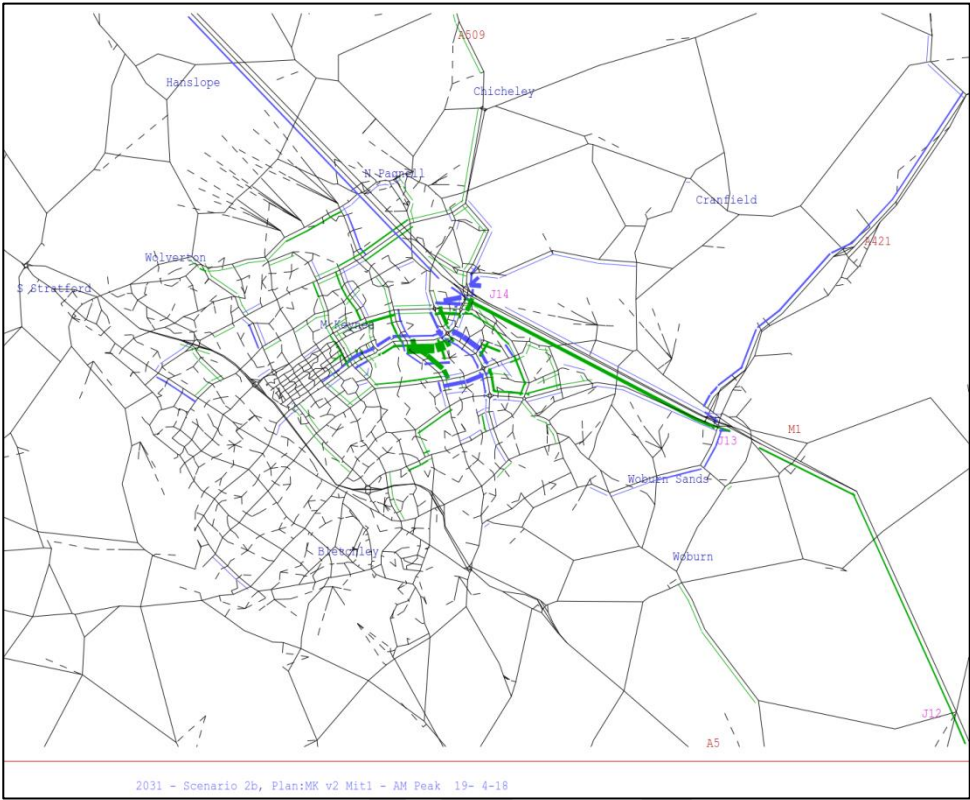 A509
Hanslope
Chicheley
N Pagnell
Cranfield
A421
Wolverton
S Stratford
J14
M1
J13
Woburn Sands
Bletchley
Woburn
J12
A5
2031 - Scenario 2b, Plan:MK v2 Mit1 - AM Peak 19- 4-18